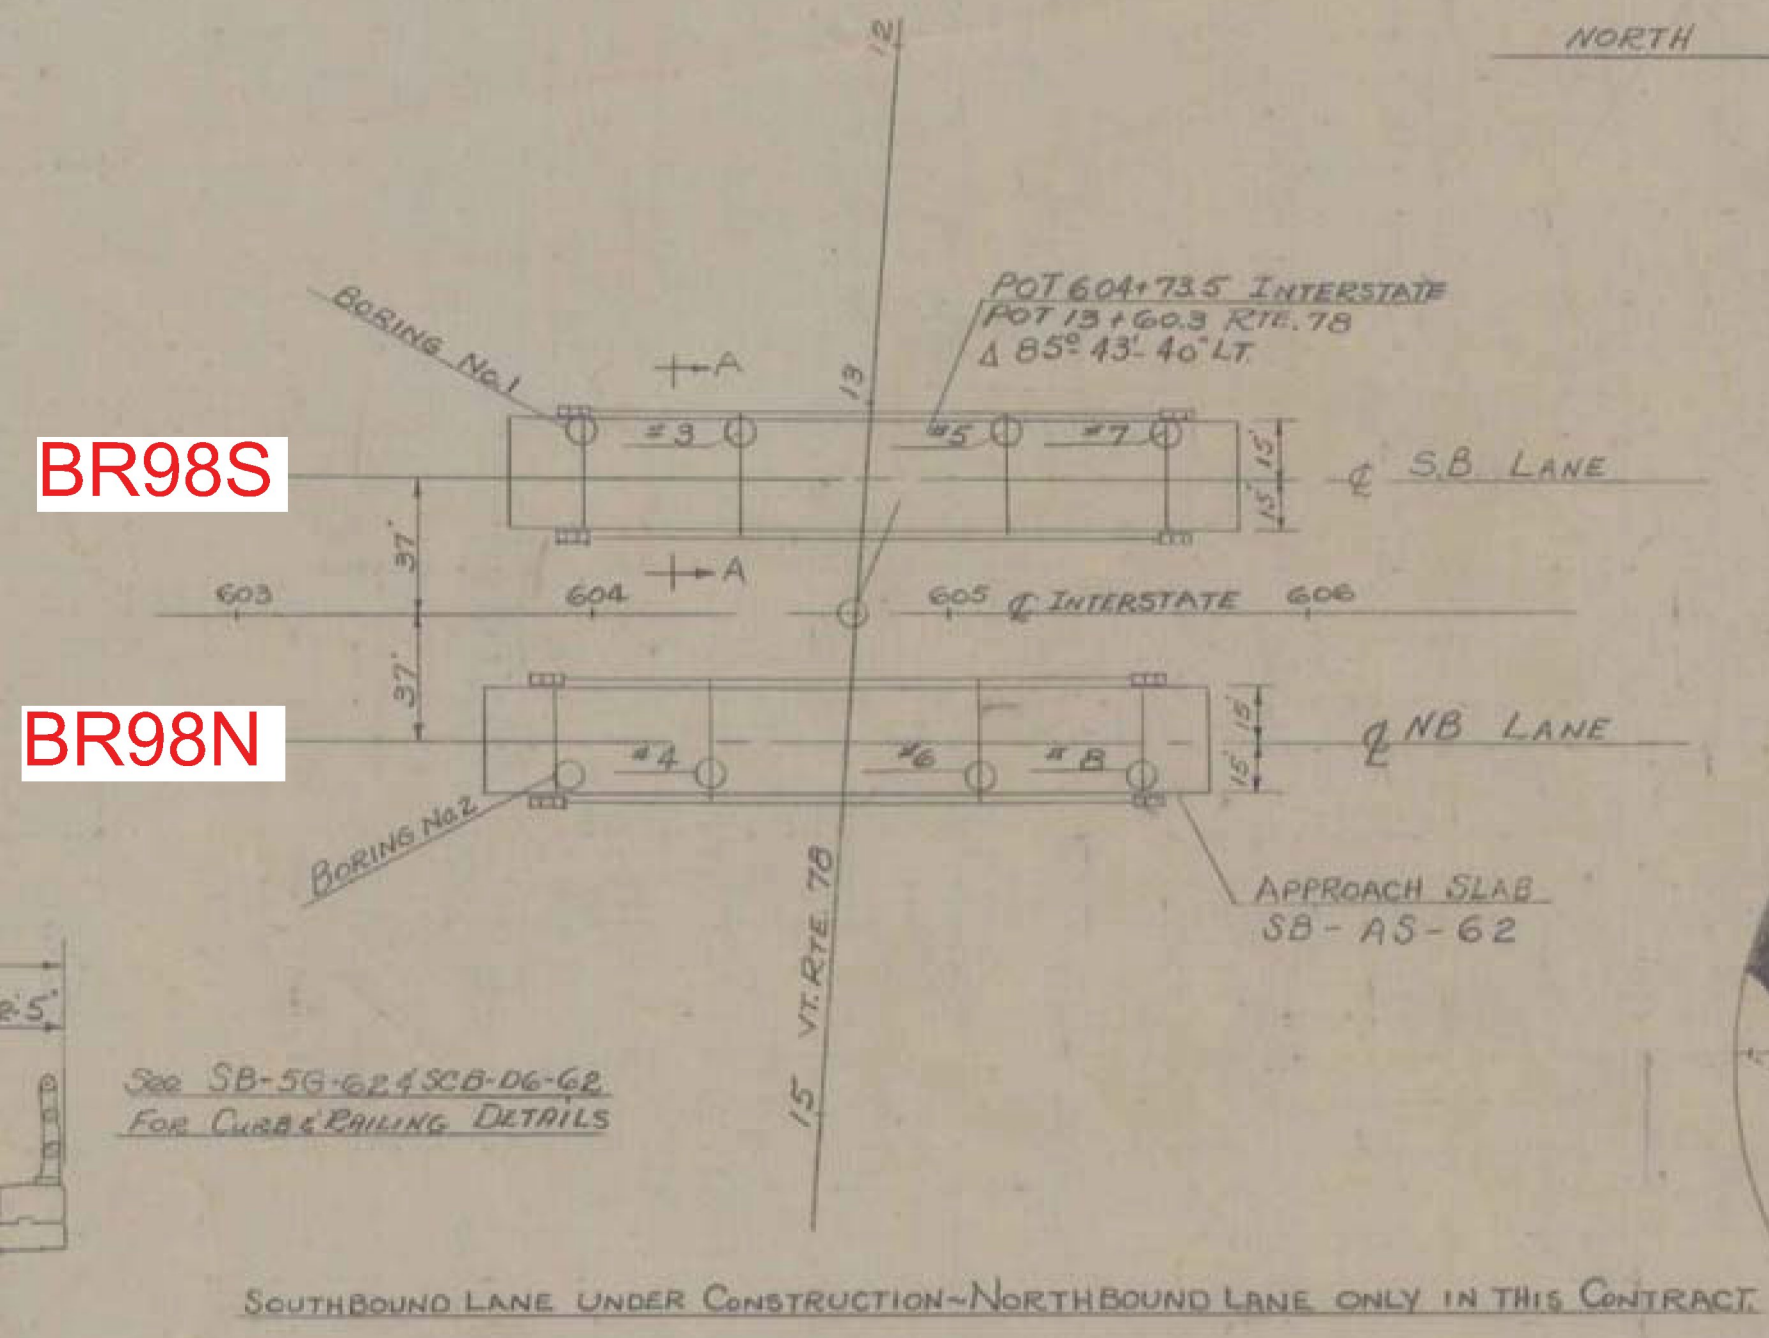 12
NORTH
POT 604+73.5 INTERSTATE
POT 13+60.3 RTE. 78
Δ 85º-43'-40" LT.
BORING No.1
A
13
#3
#5
#7
15'
15'
BR98S
℄ S.B. LANE
37'
A
603
604
605
℄ INTERSTATE
606
37'
BR98N
#4
#6
#8
15'
15'
℄ NB LANE
BORING No.2
VT. RTE. 78
15
APPROACH SLAB
SB-AS-62
See SB-5G-62 & SCB-D6-62
FOR CURB & RAILING DETAILS
SOUTHBOUND LANE UNDER CONSTRUCTION~NORTHBOUND LANE ONLY IN THIS CONTRACT.